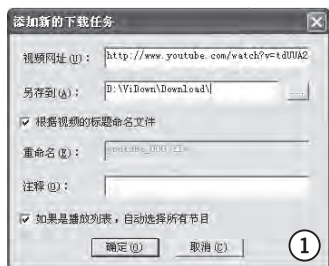 添加新的下载任务
视频网址(U): http://www.youtube.com/watch?v=tdUUA2
另存到(A): D:\ViDown\Download\ ...
根据视频的标题命名文件
重命名(R):
注释(O):
如果是播放列表，自动选择所有节目
确定(O) 取消(C)
1